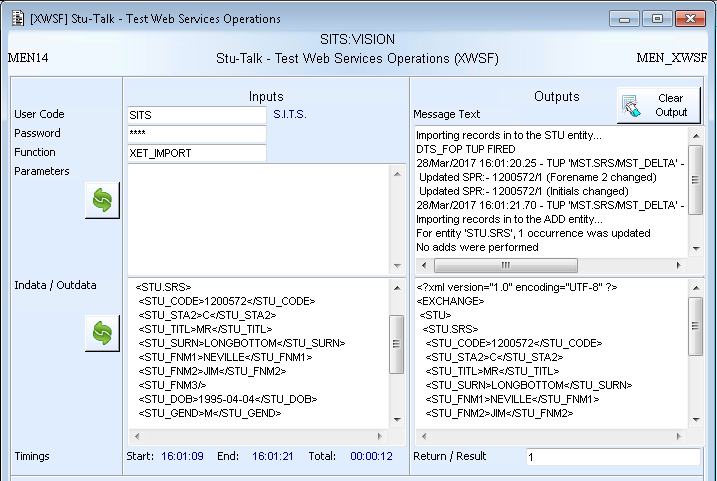 [XWSF] Stu-Talk - Test Web Services Operations
SITS:VISION
MEN14 Stu-Talk - Test Web Services Operations (XWSF) MEN_XWSF
Inputs
User Code SITS S.I.T.S.
Password ****
Function XET_IMPORT
Parameters
Outputs
Message Text
Clear
Output
Importing records in to the STU entity...
DTS_FOP TUP FIRED
28/Mar/2017 16:01:20.25 - TUP 'MST.SRS/MST_DELTA' -
Updated SPR:- 1200572/1 (Forename 2 changed)
Updated SPR:- 1200572/1 (Initials changed)
28/Mar/2017 16:01:21.70 - TUP 'MST.SRS/MST_DELTA' -
Importing records in to the ADD entity...
For entity 'STU.SRS', 1 occurrence was updated
No adds were performed
Indata / Outdata
<STU.SRS>
<STU_CODE>1200572</STU_CODE>
<STU_STA2>C</STU_STA2>
<STU_TITL>MR</STU_TITL>
<STU_SURN>LONGBOTTOM</STU_SURN>
<STU_FNM1>NEVILLE</STU_FNM1>
<STU_FNM2>JIM</STU_FNM2>
<STU_FNM3/>
<STU_DOB>1995-04-04</STU_DOB>
<STU_GEND>M</STU_GEND>
<?xml version="1.0" encoding="UTF-8" ?>
<EXCHANGE>
<STU>
<STU.SRS>
<STU_CODE>1200572</STU_CODE>
<STU_STA2>C</STU_STA2>
<STU_TITL>MR</STU_TITL>
<STU_SURN>LONGBOTTOM</STU_SURN>
<STU_FNM1>NEVILLE</STU_FNM1>
<STU_FNM2>JIM</STU_FNM2>
Timings Start: 16:01:09 End: 16:01:21 Total: 00:00:12
Return / Result 1